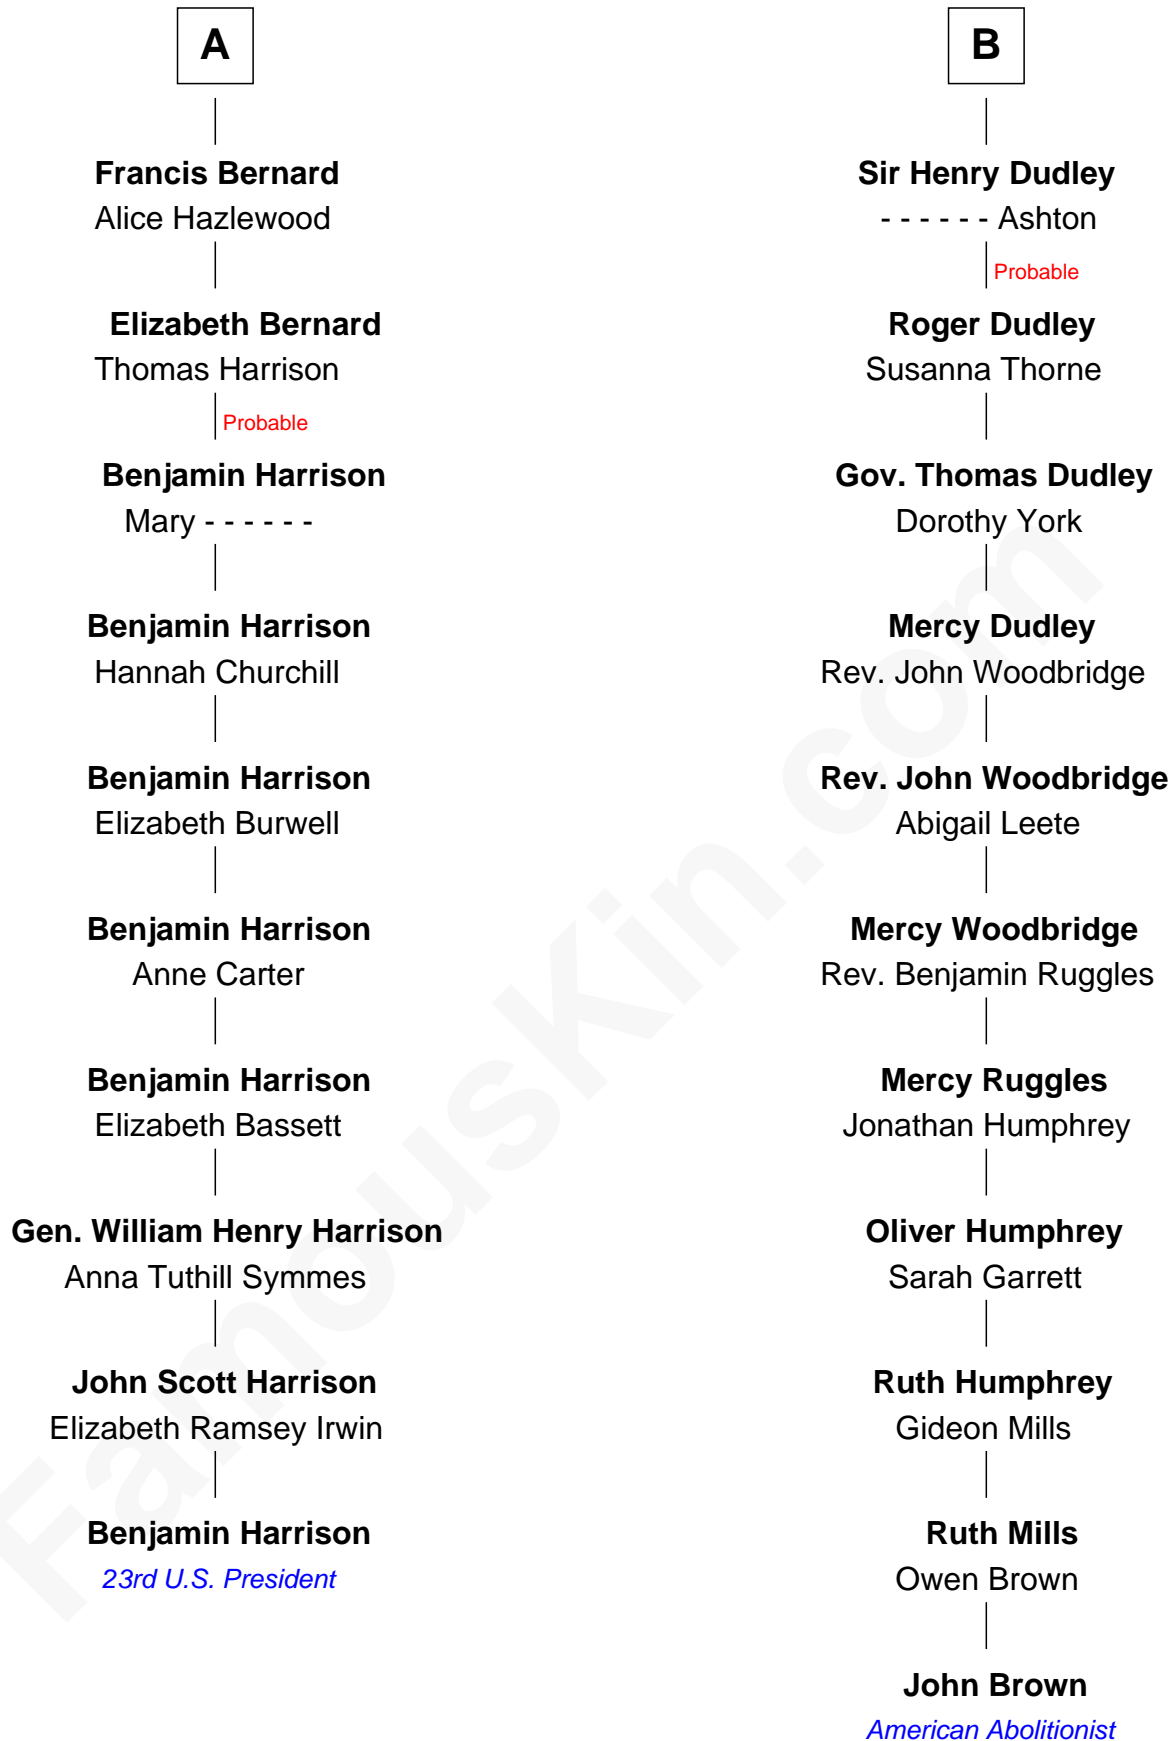 A
Francis Bernard
Alice Hazlewood
Elizabeth Bernard
Thomas Harrison
Probable
Benjamin Harrison
Mary - - - - - -
Benjamin Harrison
Hannah Churchill
Benjamin Harrison
Elizabeth Burwell
Benjamin Harrison
Anne Carter
Benjamin Harrison
Elizabeth Bassett
Gen. William Henry Harrison
Anna Tuthill Symmes
John Scott Harrison
Elizabeth Ramsey Irwin
Benjamin Harrison
23rd U.S. President
B
Sir Henry Dudley
- - - - - - Ashton
Probable
Roger Dudley
Susanna Thorne
Gov. Thomas Dudley
Dorothy York
Mercy Dudley
Rev. John Woodbridge
Rev. John Woodbridge
Abigail Leete
Mercy Woodbridge
Rev. Benjamin Ruggles
Mercy Ruggles
Jonathan Humphrey
Oliver Humphrey
Sarah Garrett
Ruth Humphrey
Gideon Mills
Ruth Mills
Owen Brown
John Brown
American Abolitionist
FamousKin.com